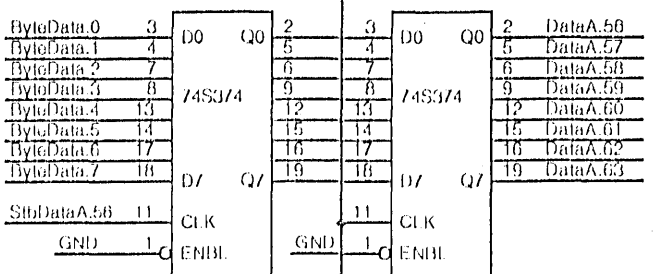 ByteData.0 3 D0 Q0 2 3 D0 Q0 2 DataA.56
ByteData.1 4 5 4 5 DataA.57
ByteData.2 7 6 7 6 DataA.58
ByteData.3 8 74S374 9 8 74S374 9 DataA.59
ByteData.4 13 12 13 12 DataA.60
ByteData.5 14 15 14 15 DataA.61
ByteData.6 17 16 17 16 DataA.62
ByteData.7 18 D7 Q7 19 18 D7 Q7 19 DataA.63
StbDataA.56 11 CLK 11 CLK
GND 1 ENBL GND 1 ENBL